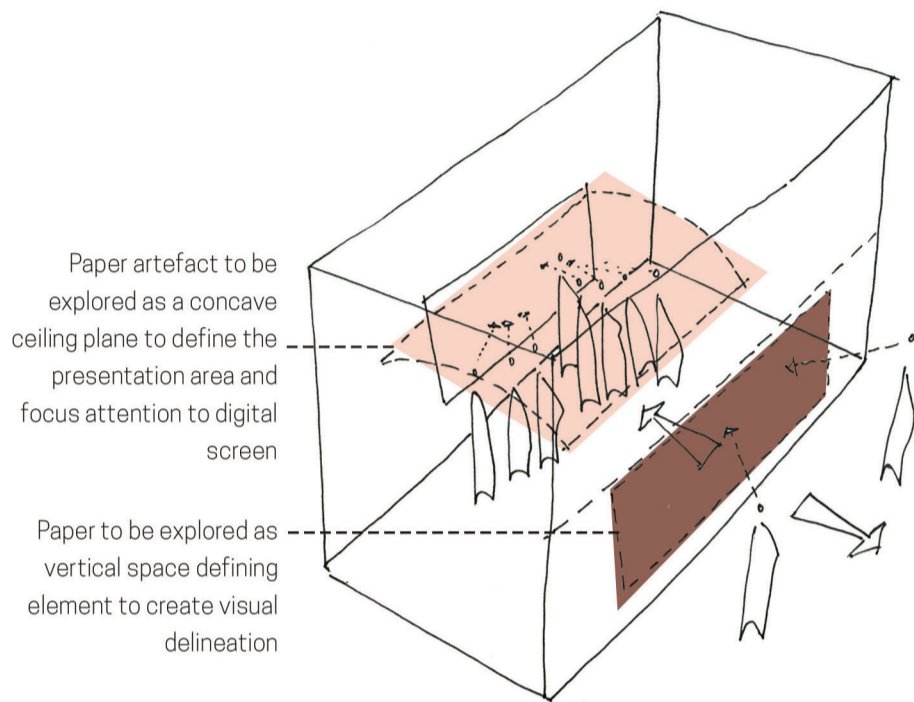 Paper artefact to be
explored as a concave
ceiling plane to define the
presentation area and
focus attention to digital
screen
Paper to be explored as
vertical space defining
element to create visual
delineation